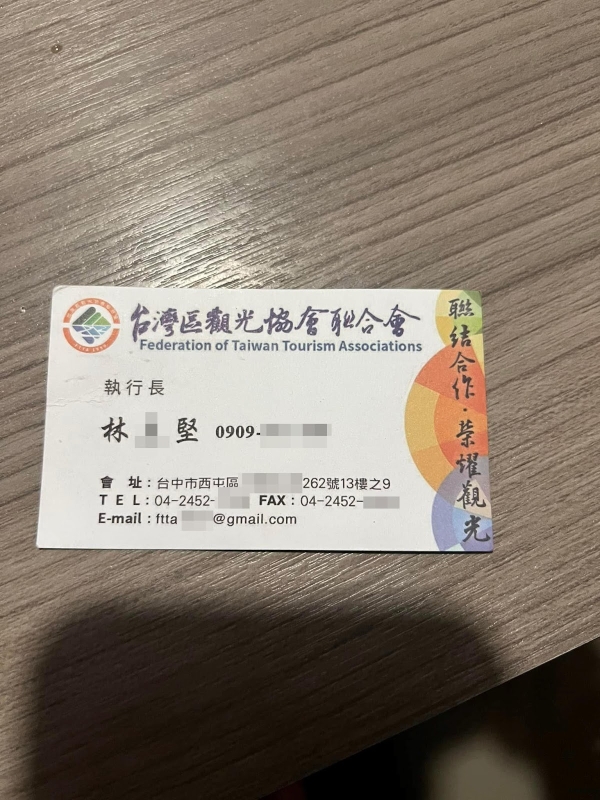 台灣區觀光協會聯合會
Federation of Taiwan Tourism Associations
執行長
林 堅 0909-
會 址：台中市西屯區 262號13樓之9
TEL：04-2452- FAX：04-2452-
E-mail：ftta @gmail.com
聯結合作·榮耀觀光